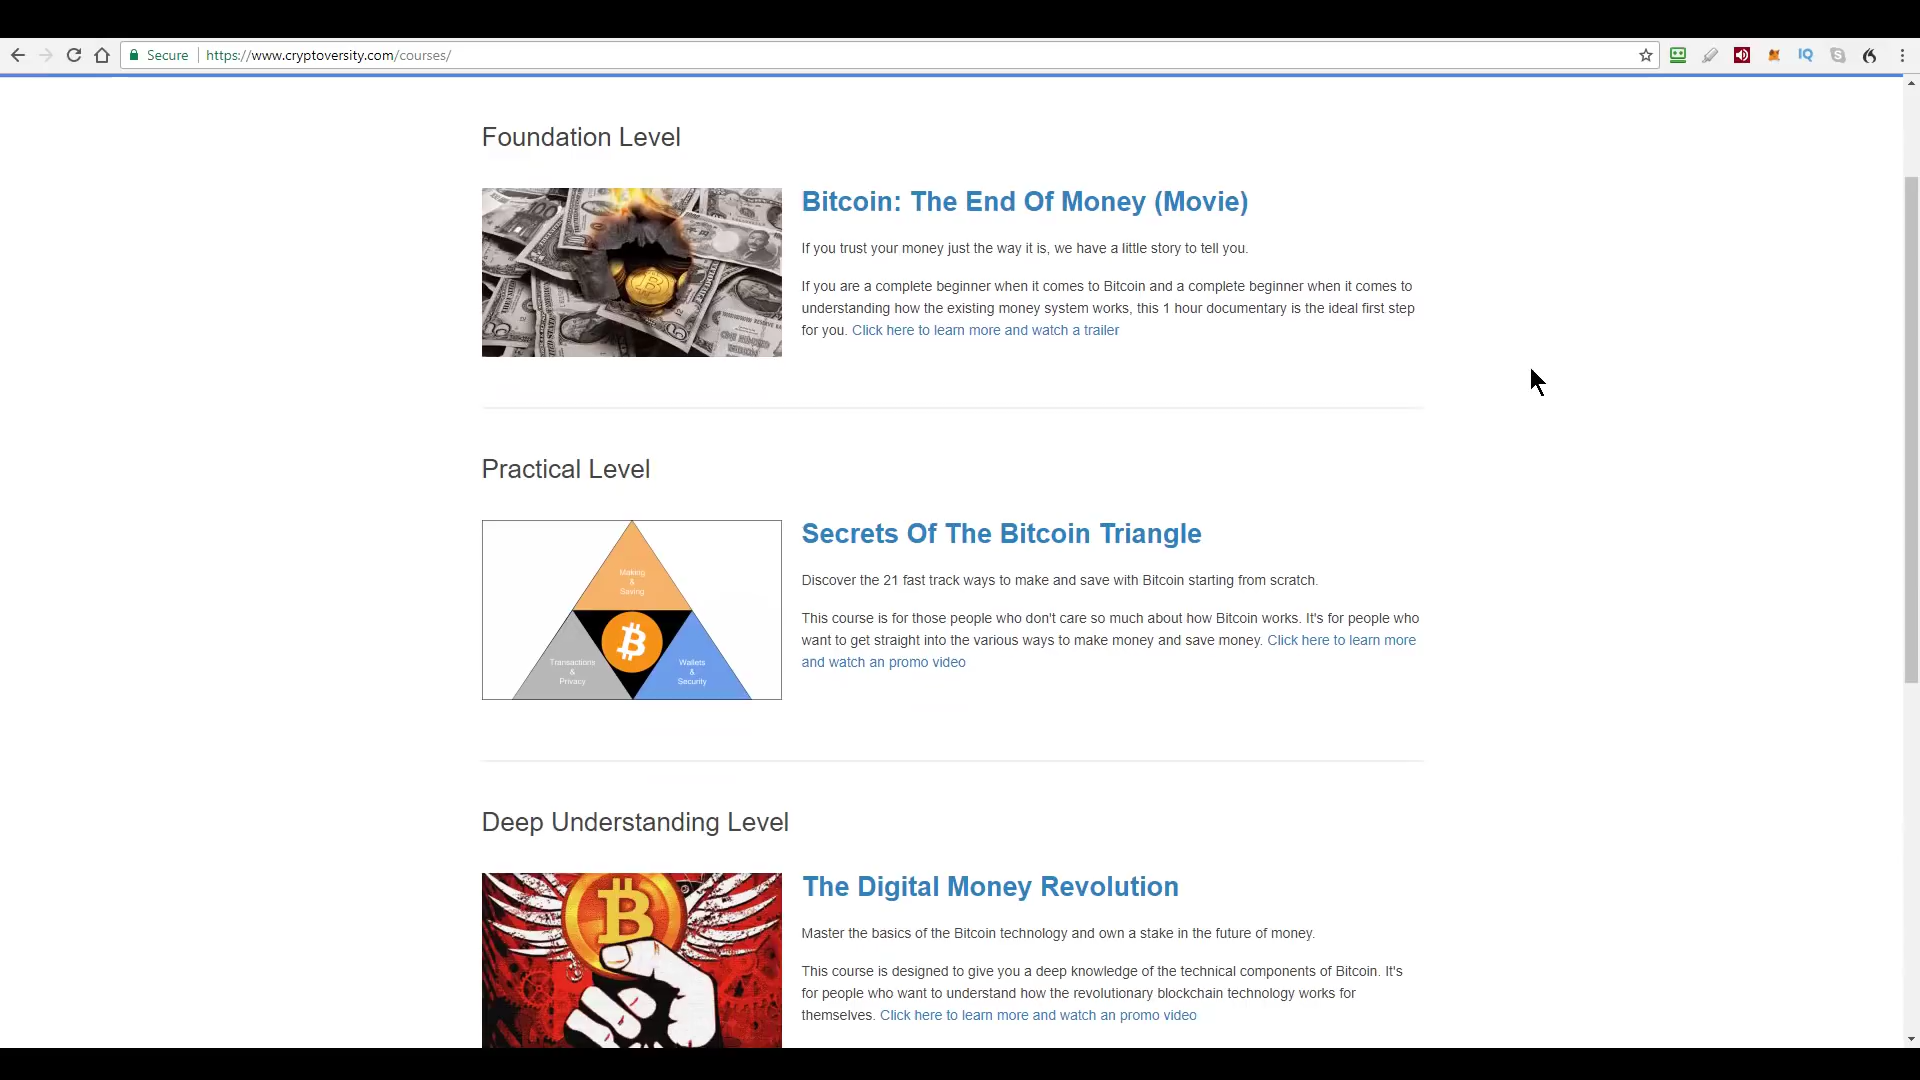 Secure https://www.cryptoversity.com/courses/
IQ
Foundation Level
Bitcoin: The End Of Money (Movie)
If you trust your money just the way it is, we have a little story to tell you.
If you are a complete beginner when it comes to Bitcoin and a complete beginner when it comes to
understanding how the existing money system works, this 1 hour documentary is the ideal first step
for you. Click here to learn more and watch a trailer
Practical Level
Making
&
Saving
Transactions
&
Privacy
Wallets
&
Security
Secrets Of The Bitcoin Triangle
Discover the 21 fast track ways to make and save with Bitcoin starting from scratch.
This course is for those people who don't care so much about how Bitcoin works. It's for people who
want to get straight into the various ways to make money and save money. Click here to learn more
and watch an promo video
Deep Understanding Level
The Digital Money Revolution
Master the basics of the Bitcoin technology and own a stake in the future of money.
This course is designed to give you a deep knowledge of the technical components of Bitcoin. It's
for people who want to understand how the revolutionary blockchain technology works for
themselves. Click here to learn more and watch an promo video